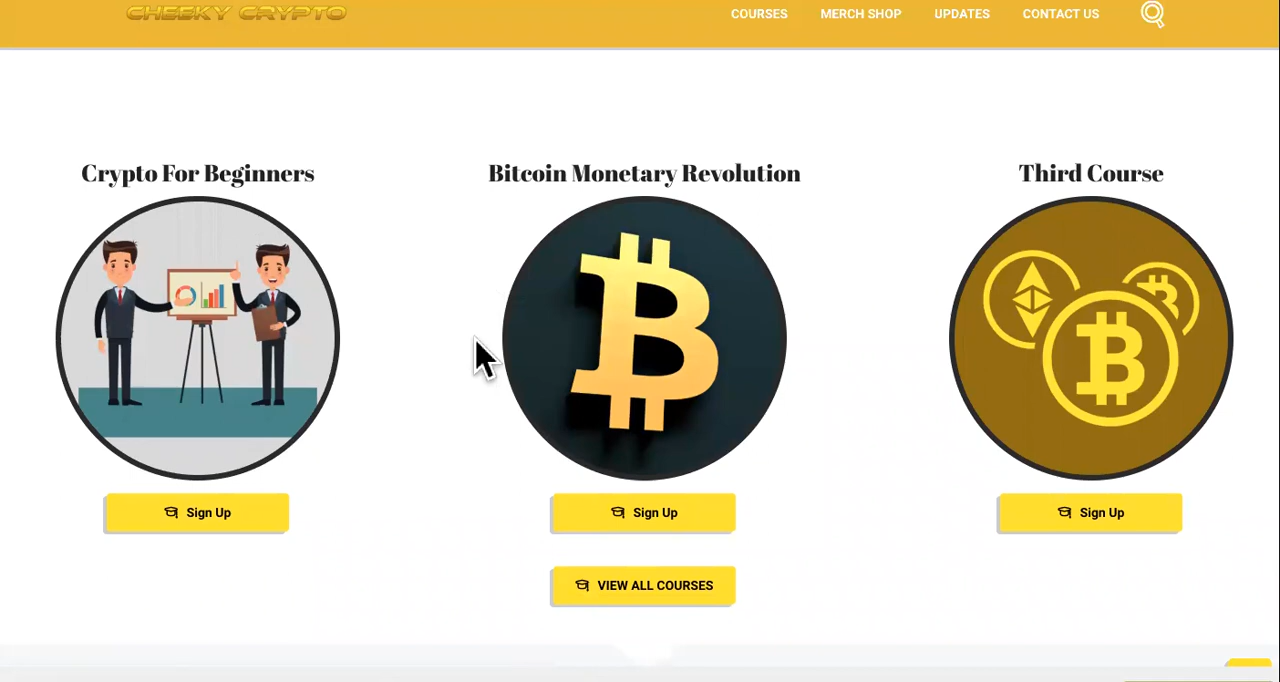 CHEEKY CRYPTO
COURSES MERCH SHOP UPDATES CONTACT US
Crypto For Beginners
Bitcoin Monetary Revolution
Third Course
Sign Up
Sign Up
Sign Up
VIEW ALL COURSES